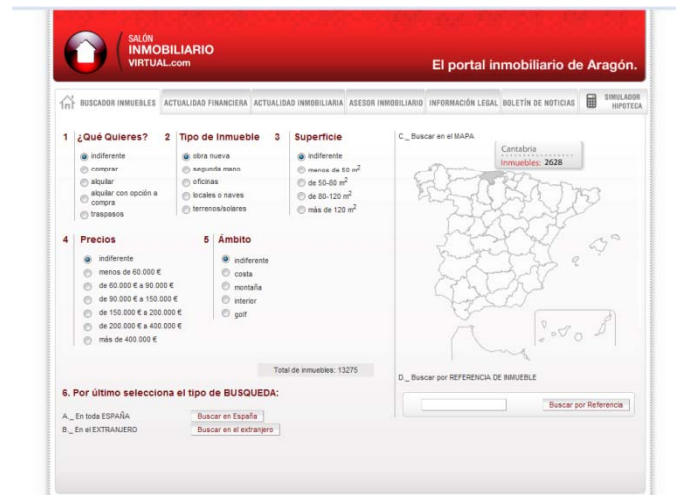 SALÓN
INMOBILIARIO
VIRTUAL.com
El portal inmobiliario de Aragón.
BUSCADOR INMUEBLES
ACTUALIDAD FINANCIERA
ACTUALIDAD INMOBILIARIA
ASESOR INMOBILIARIO
INFORMACIÓN LEGAL
BOLETÍN DE NOTICIAS
SIMULADOR
HIPOTECA
1 ¿Qué Quieres?
indiferente
comprar
alquilar
alquilar con opción a
compra
traspasos
2 Tipo de Inmueble
obra nueva
segunda mano
oficinas
locales o naves
terrenos/solares
3 Superficie
indiferente
menos de 50 m²
de 50-80 m²
de 80-120 m²
más de 120 m²
C._ Buscar en el MAPA
Cantabria
Inmuebles: 2628
4 Precios
indiferente
menos de 60.000 €
de 60.000 € a 90.000 €
de 90.000 € a 150.000 €
de 150.000 € a 200.000 €
de 200.000 € a 400.000 €
más de 400.000 €
5 Ámbito
indiferente
costa
montaña
interior
golf
Total de inmuebles: 13275
6. Por último selecciona el tipo de BUSQUEDA:
A._ En toda ESPAÑA Buscar en España
B._ En el EXTRANJERO Buscar en el extranjero
D._ Buscar por REFERENCIA DE INMUEBLE
Buscar por Referencia